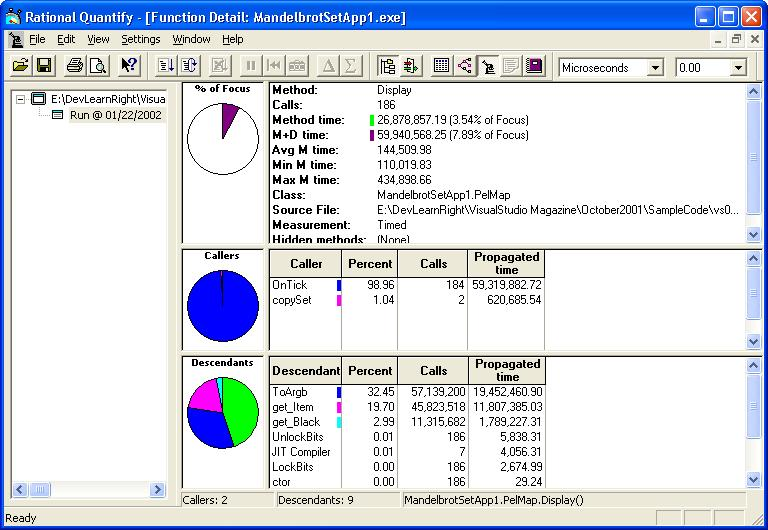 Rational Quantify - [Function Detail: MandelbrotSetApp1.exe]
File Edit View Settings Window Help
Microseconds 0.00
E:\DevLearnRight\Visua
Run @ 01/22/2002
% of Focus
Method: Display
Calls: 186
Method time: 26,878,857.19 (3.54% of Focus)
M+D time: 59,940,568.25 (7.89% of Focus)
Avg M time: 144,509.98
Min M time: 110,019.83
Max M time: 434,898.66
Class: MandelbrotSetApp1.PelMap
Source File: E:\DevLearnRight\VisualStudio Magazine\October2001\SampleCode\vs0...
Measurement: Timed
Hidden methods: (None)
Callers
Caller Percent Calls Propagated time
OnTick 98.96 184 59,319,882.72
copySet 1.04 2 620,685.54
Descendants
Descendant Percent Calls Propagated time
ToArgb 32.45 57,139,200 19,452,460.90
get_Item 19.70 45,823,518 11,807,385.03
get_Black 2.99 11,315,682 1,789,227.31
UnlockBits 0.01 186 5,838.31
JIT Compiler 0.01 7 4,056.31
LockBits 0.00 186 2,674.99
ctor 0.00 186 29.24
Callers: 2 Descendants: 9 MandelbrotSetApp1.PelMap.Display()
Ready